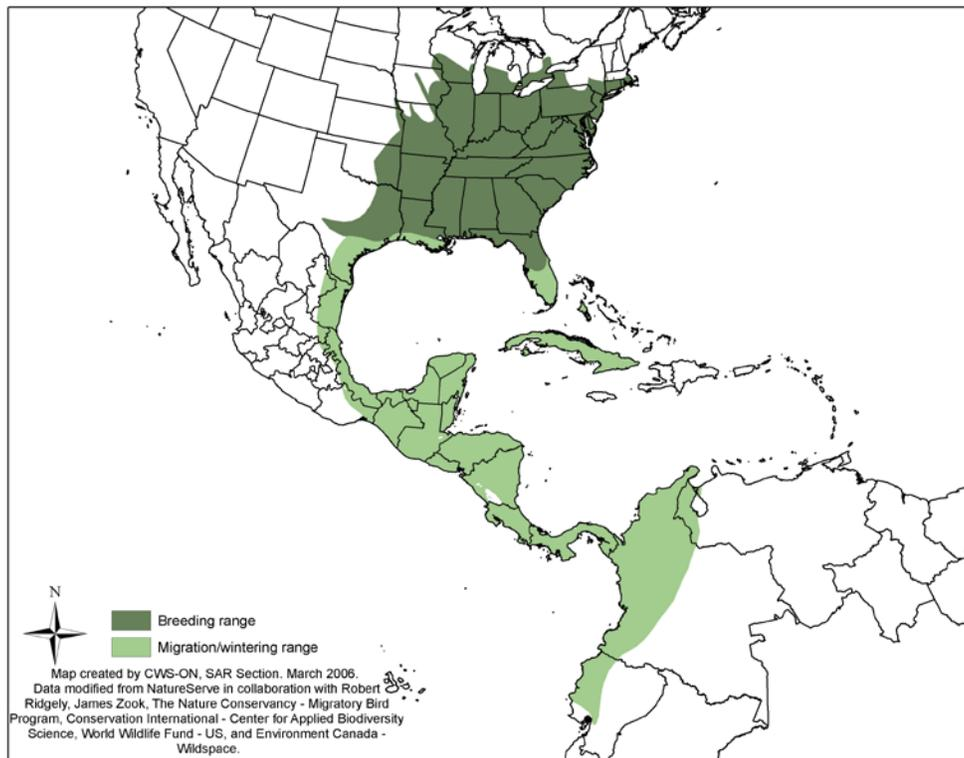 N
Breeding range
Migration/wintering range
Map created by CWS-ON, SAR Section. March 2006.
Data modified from NatureServe in collaboration with Robert
Ridgely, James Zook, The Nature Conservancy - Migratory Bird
Program, Conservation International - Center for Applied Biodiversity
Science, World Wildlife Fund - US, and Environment Canada -
Wildspace.